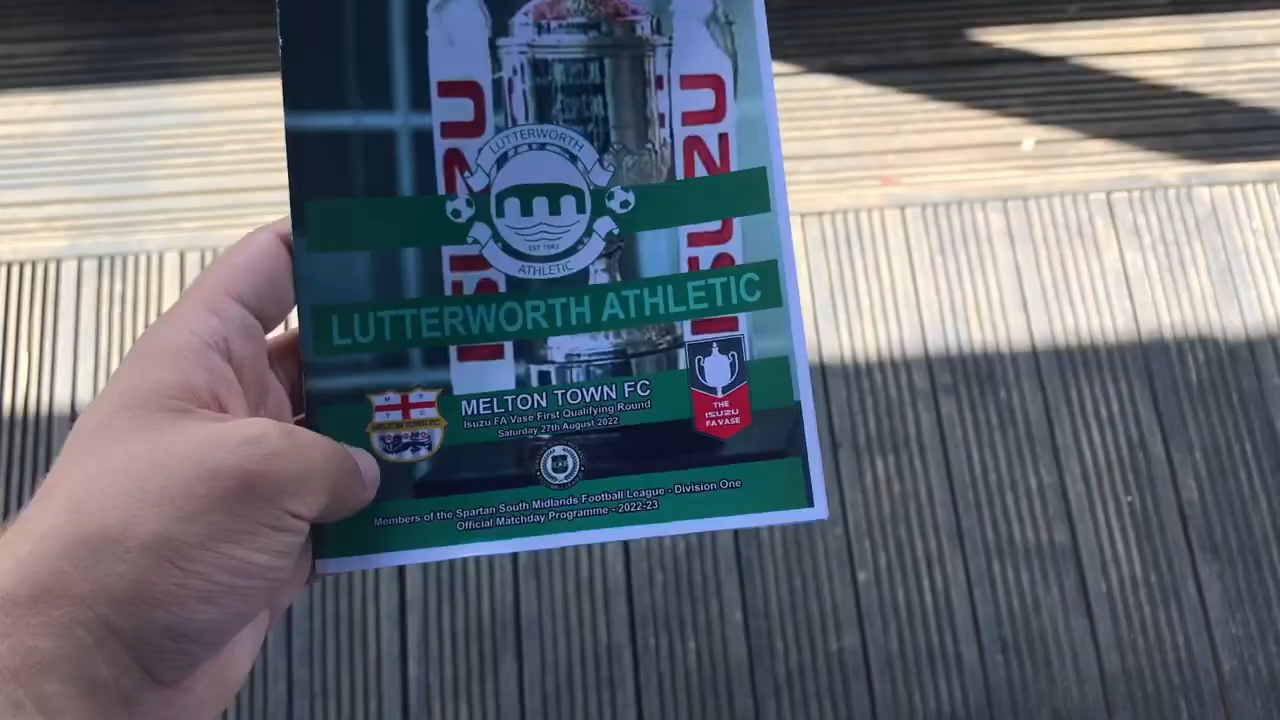 ISUZU
ISUZU
LUTTERWORTH
EST 1983
ATHLETIC
LUTTERWORTH ATHLETIC
MELTON TOWN FC
Isuzu FA Vase First Qualifying Round
Saturday 27th August 2022
M T
MELTON TOWN F.C.
THE
ISUZU
FA VASE
Members of the Spartan South Midlands Football League - Division One
Official Matchday Programme - 2022-23